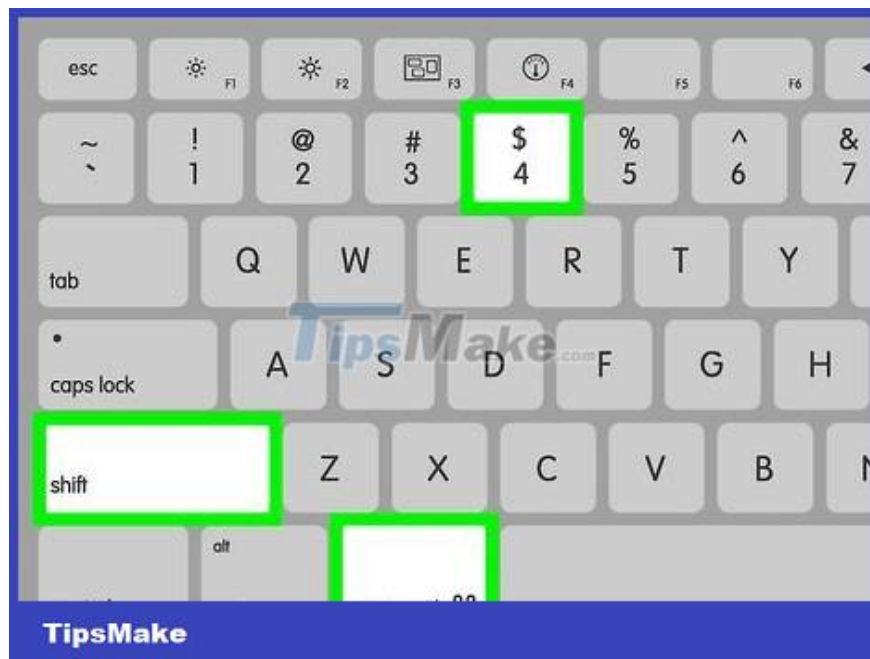 esc F1 F2 F3 F4 F5 F6
~ ! @ # $ % ^ &
` 1 2 3 4 5 6 7
tab Q W E R T Y
TipsMake.com
caps lock A S D F G H
shift Z X C V B
alt
TipsMake